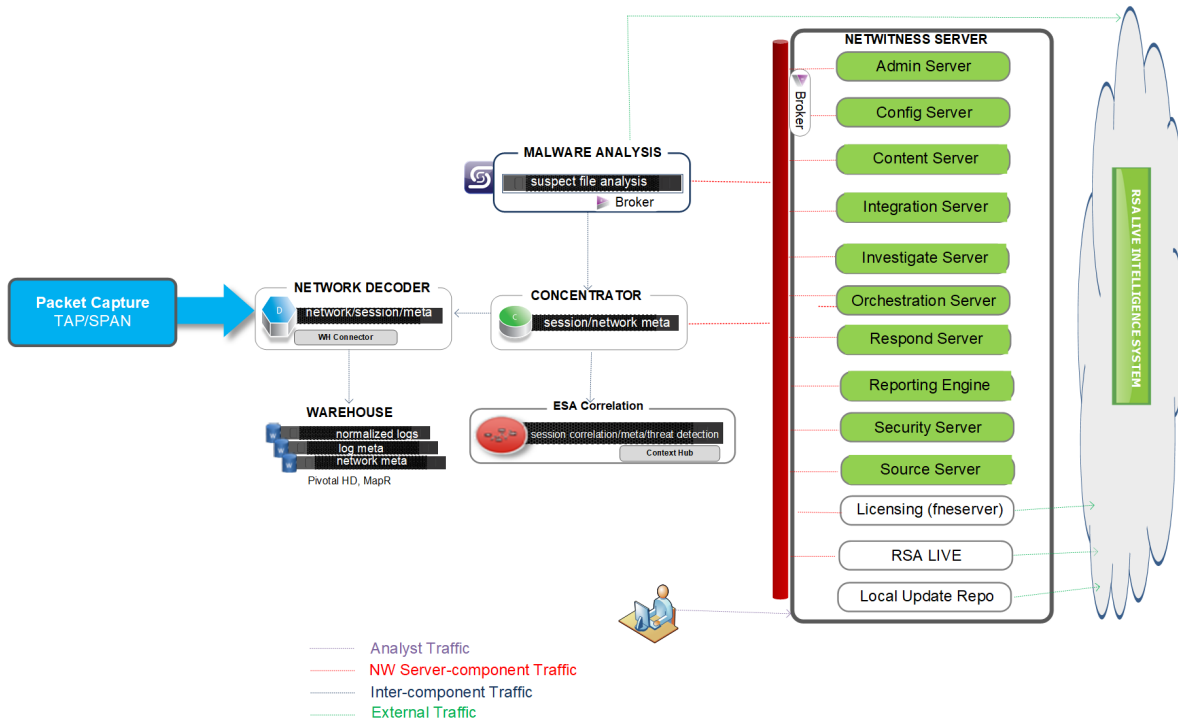 NETWITNESS SERVER
Broker
Admin Server
Config Server
Content Server
Integration Server
Investigate Server
Orchestration Server
Respond Server
Reporting Engine
Security Server
Source Server
Licensing (fneserver)
RSA LIVE
Local Update Repo
RSA LIVE INTELLIGENCE SYSTEM
MALWARE ANALYSIS
suspect file analysis
Broker
Packet Capture
TAP/SPAN
NETWORK DECODER
D
network/session/meta
WH Connector
CONCENTRATOR
C
session/network meta
WAREHOUSE
W
normalized logs
W
log meta
W
network meta
Pivotal HD, MapR
ESA Correlation
session correlation/meta/threat detection
Context Hub
Analyst Traffic
NW Server-component Traffic
Inter-component Traffic
External Traffic